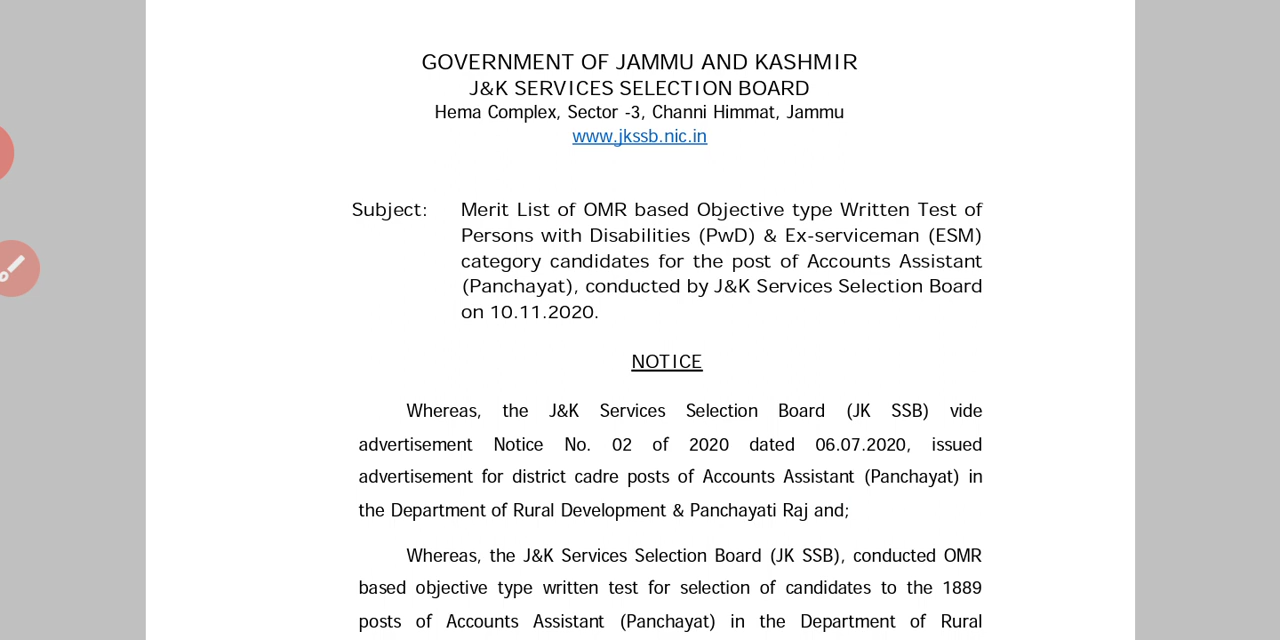 GOVERNMENT OF JAMMU AND KASHMIR
J&K SERVICES SELECTION BOARD
Hema Complex, Sector -3, Channi Himmat, Jammu
www.jkssb.nic.in
Subject: Merit List of OMR based Objective type Written Test of
Persons with Disabilities (PwD) & Ex-serviceman (ESM)
category candidates for the post of Accounts Assistant
(Panchayat), conducted by J&K Services Selection Board
on 10.11.2020.
NOTICE
Whereas, the J&K Services Selection Board (JK SSB) vide
advertisement Notice No. 02 of 2020 dated 06.07.2020, issued
advertisement for district cadre posts of Accounts Assistant (Panchayat) in
the Department of Rural Development & Panchayati Raj and;
Whereas, the J&K Services Selection Board (JK SSB), conducted OMR
based objective type written test for selection of candidates to the 1889
posts of Accounts Assistant (Panchayat) in the Department of Rural